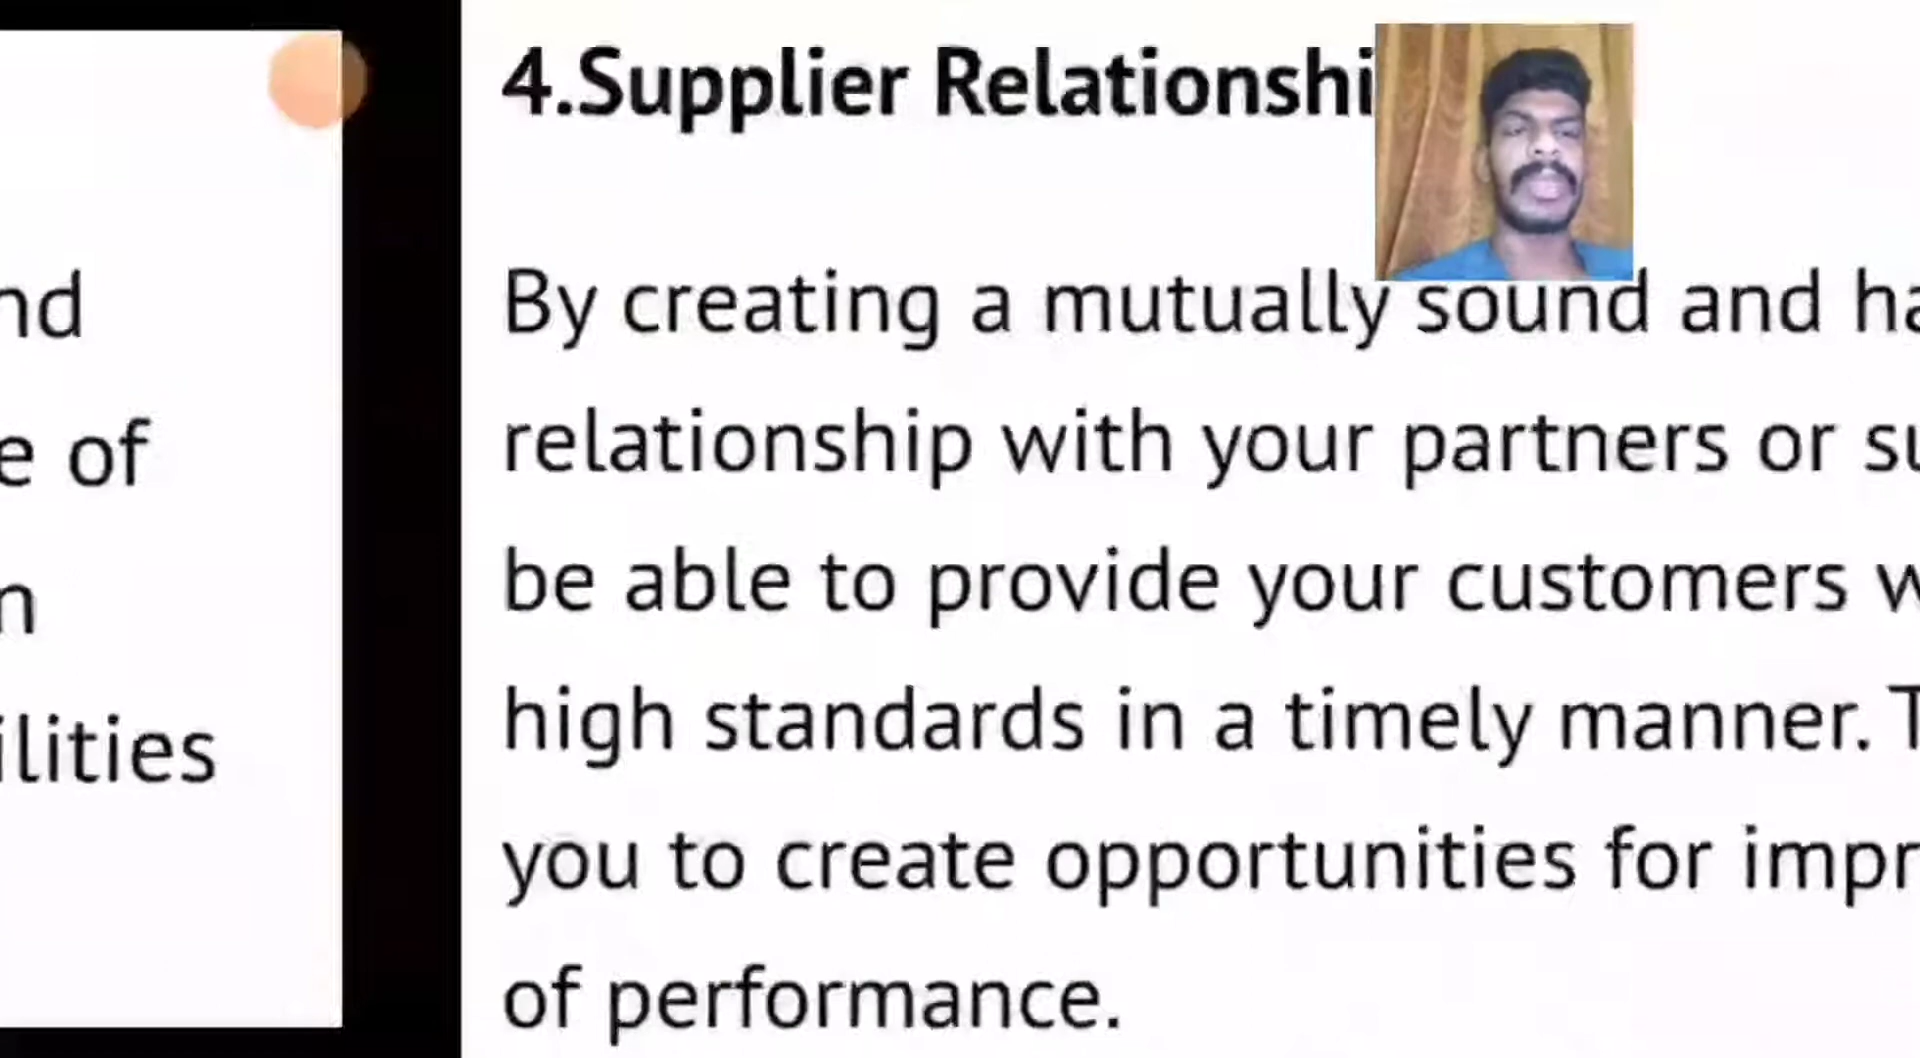 nd
e of
n
ilities
4.Supplier Relationshi
By creating a mutually sound and ha
relationship with your partners or su
be able to provide your customers w
high standards in a timely manner. T
you to create opportunities for impr
of performance.